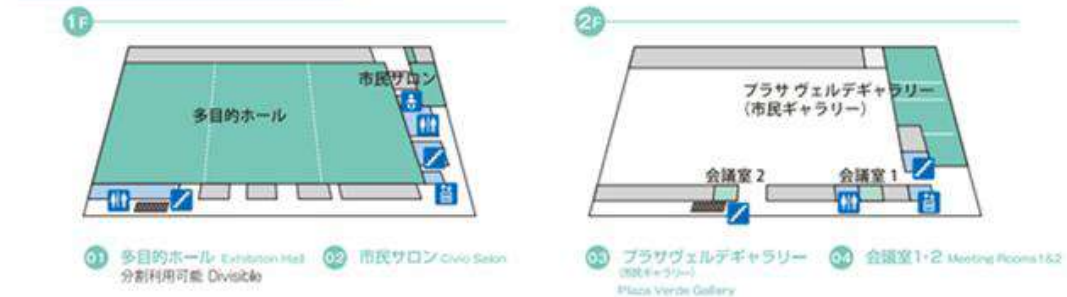 1F
市民サロン
多目的ホール
01 多目的ホール Exhibition Hall
分割利用可能 Divisible
02 市民サロン Civic Salon
2F
プラサ ヴェルデギャラリー
(市民ギャラリー)
会議室 2
会議室 1
03 プラサヴェルデギャラリー
(市民ギャラリー)
Plaza Verde Gallery
04 会議室1・2 Meeting Rooms 1&2